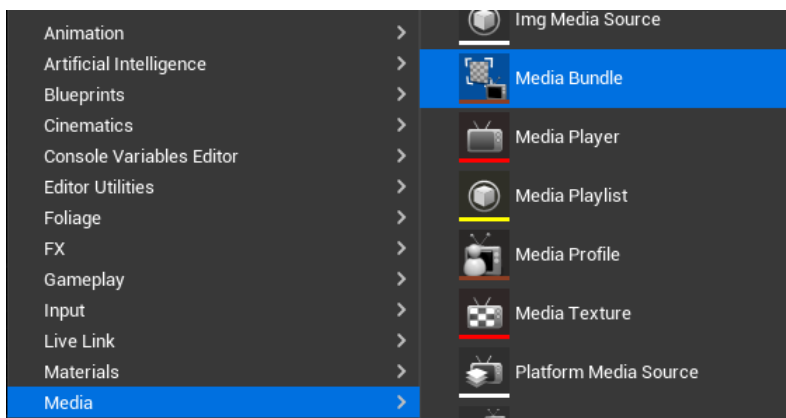 Animation
Artificial Intelligence
Blueprints
Cinematics
Console Variables Editor
Editor Utilities
Foliage
FX
Gameplay
Input
Live Link
Materials
Media
Img Media Source
Media Bundle
Media Player
Media Playlist
Media Profile
Media Texture
Platform Media Source